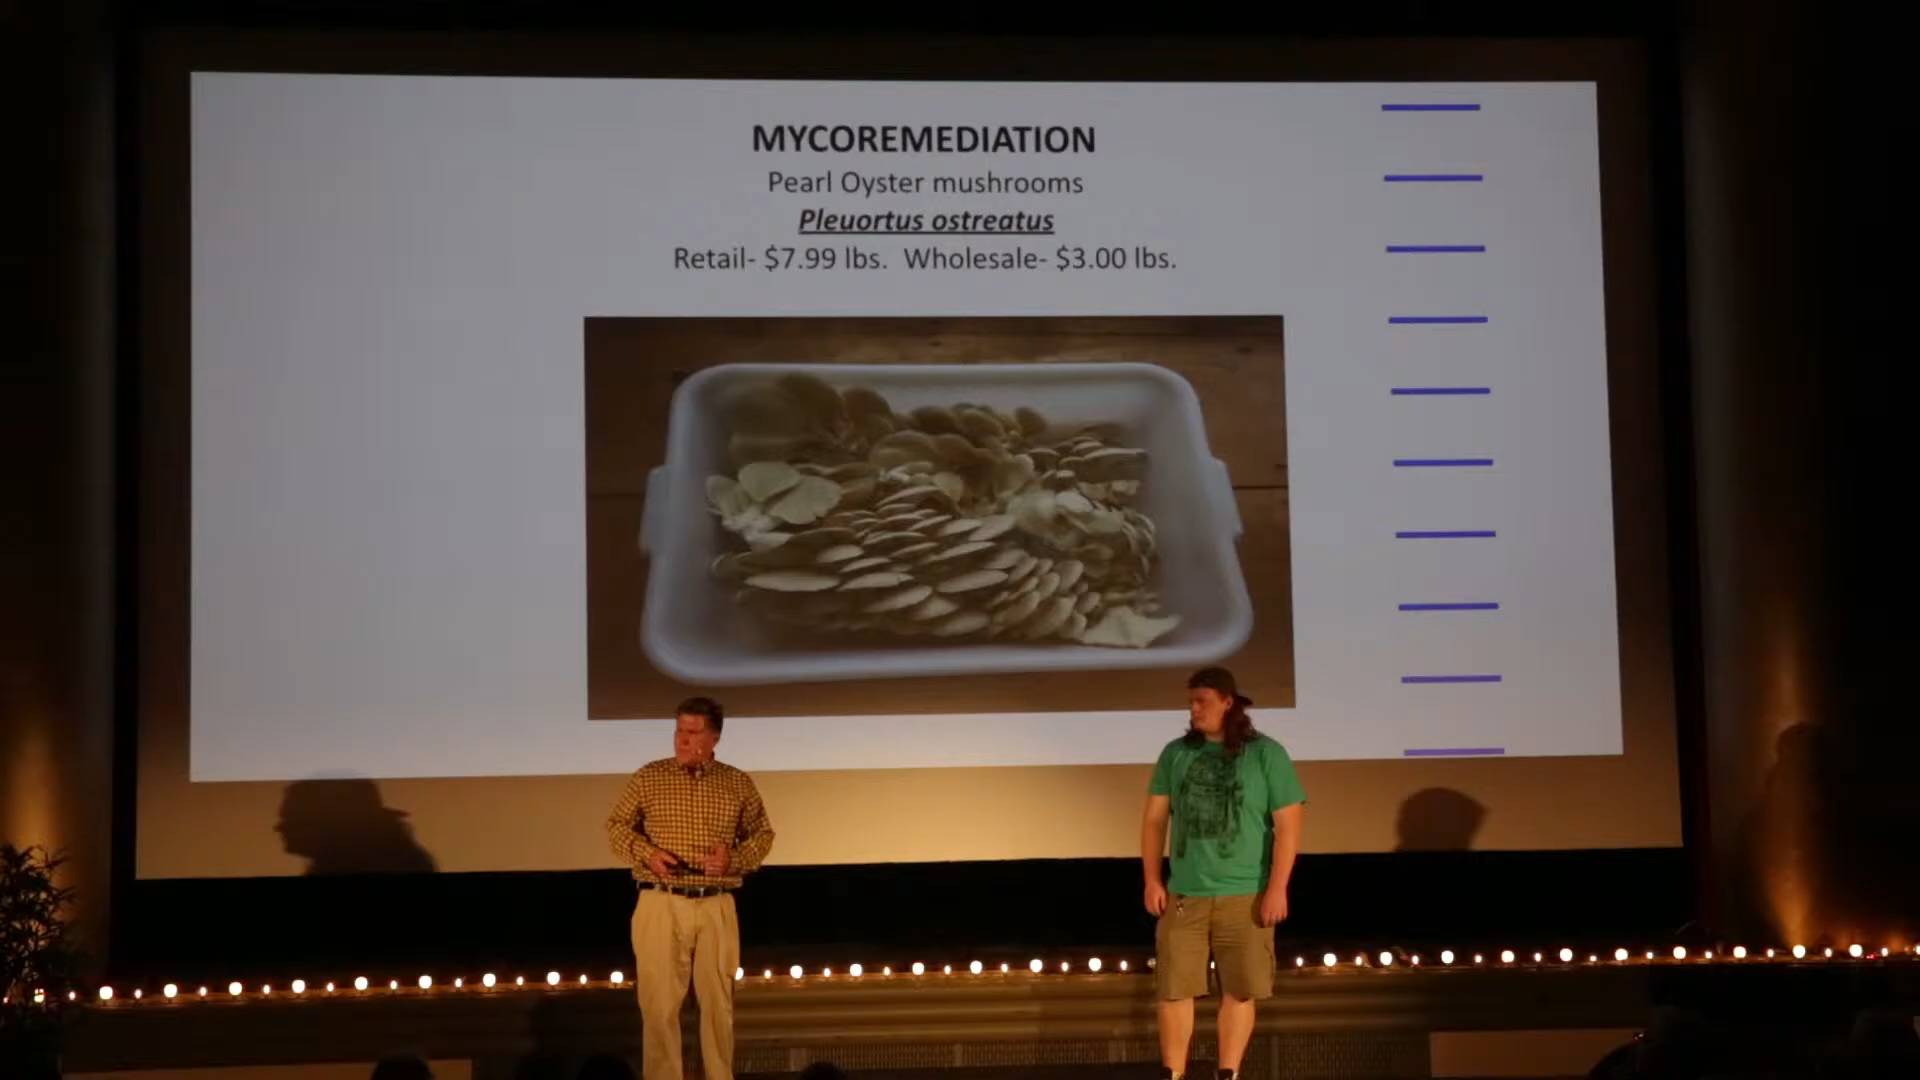 MYCOREMEDIATION
Pearl Oyster mushrooms
Pleuortus ostreatus
Retail- $7.99 lbs.  Wholesale- $3.00 lbs.